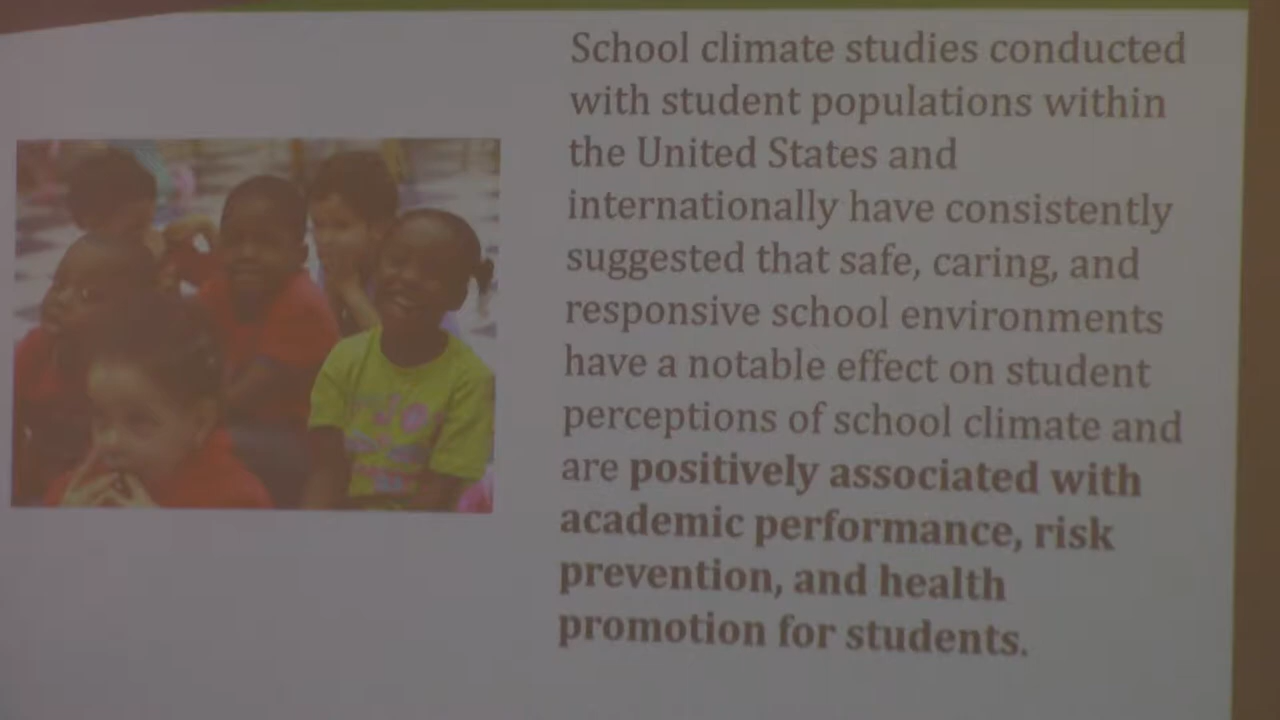 School climate studies conducted
with student populations within
the United States and
internationally have consistently
suggested that safe, caring, and
responsive school environments
have a notable effect on student
perceptions of school climate and
are positively associated with
academic performance, risk
prevention, and health
promotion for students.